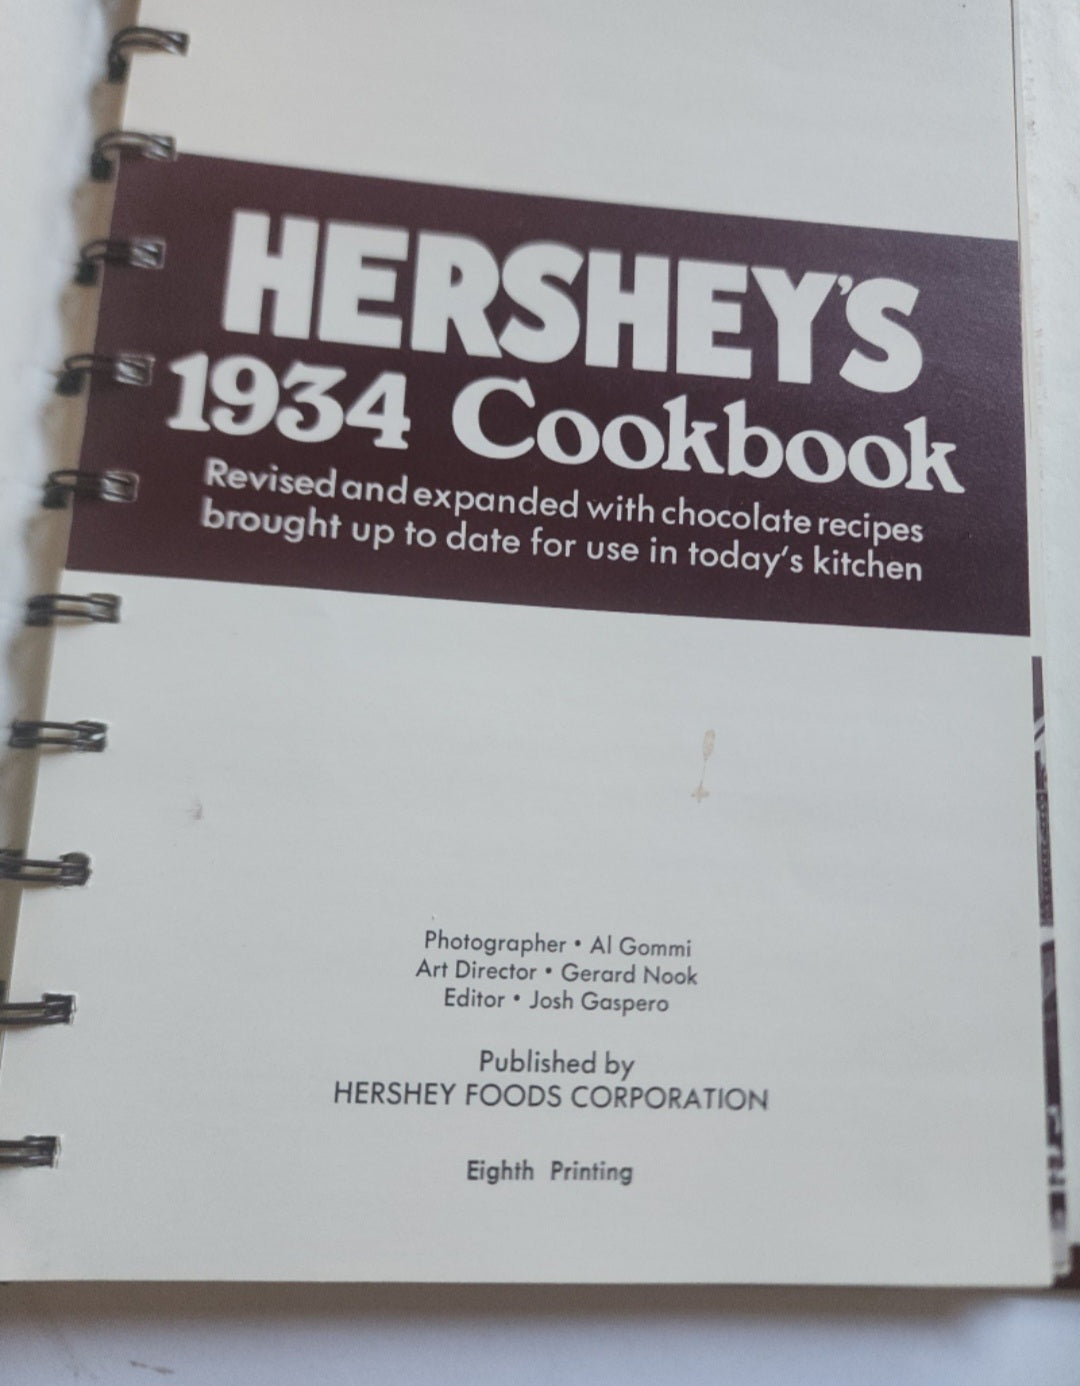 HERSHEY'S
1934 Cookbook
Revised and expanded with chocolate recipes
brought up to date for use in today's kitchen
Photographer • Al Gommi
Art Director • Gerard Nook
Editor • Josh Gaspero
Published by
HERSHEY FOODS CORPORATION
Eighth Printing